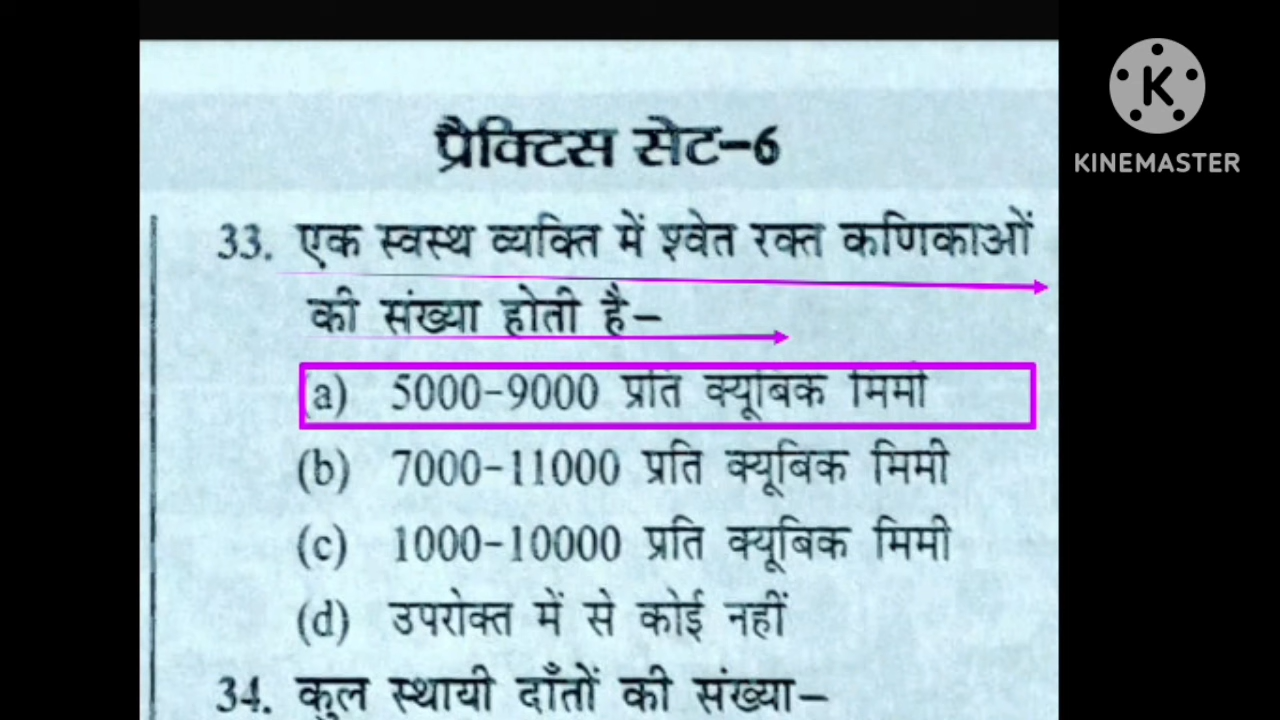 प्रैक्टिस सेट-6
KINEMASTER
33. एक स्वस्थ व्यक्ति में श्वेत रक्त कणिकाओं
की संख्या होती है-
(a) 5000-9000 प्रति क्यूबिक मिमी
(b) 7000-11000 प्रति क्यूबिक मिमी
(c) 1000-10000 प्रति क्यूबिक मिमी
(d) उपरोक्त में से कोई नहीं
34. कुल स्थायी दाँतों की संख्या-